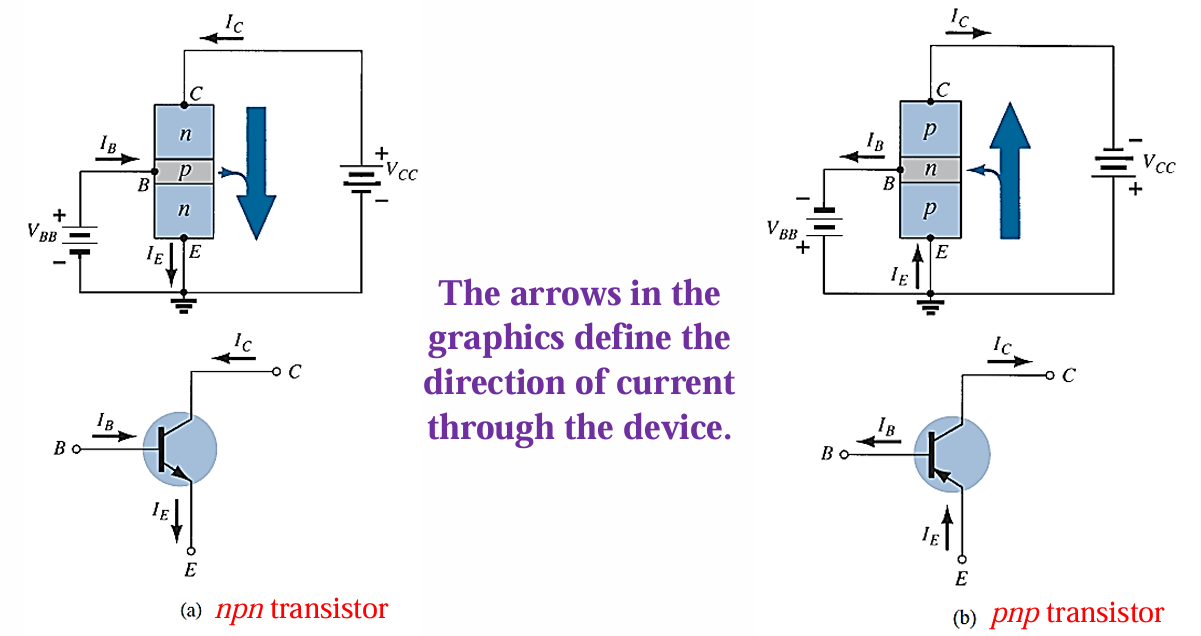 I_C
C
n
I_B
p
B
n
+
V_CC
-
+
V_BB
-
I_E
E
I_C
C
I_B
B
I_E
E
(a) npn transistor
The arrows in the
graphics define the
direction of current
through the device.
I_C
C
p
I_B
n
B
p
-
V_CC
+
-
V_BB
+
E
I_E
I_C
C
I_B
B
I_E
E
(b) pnp transistor